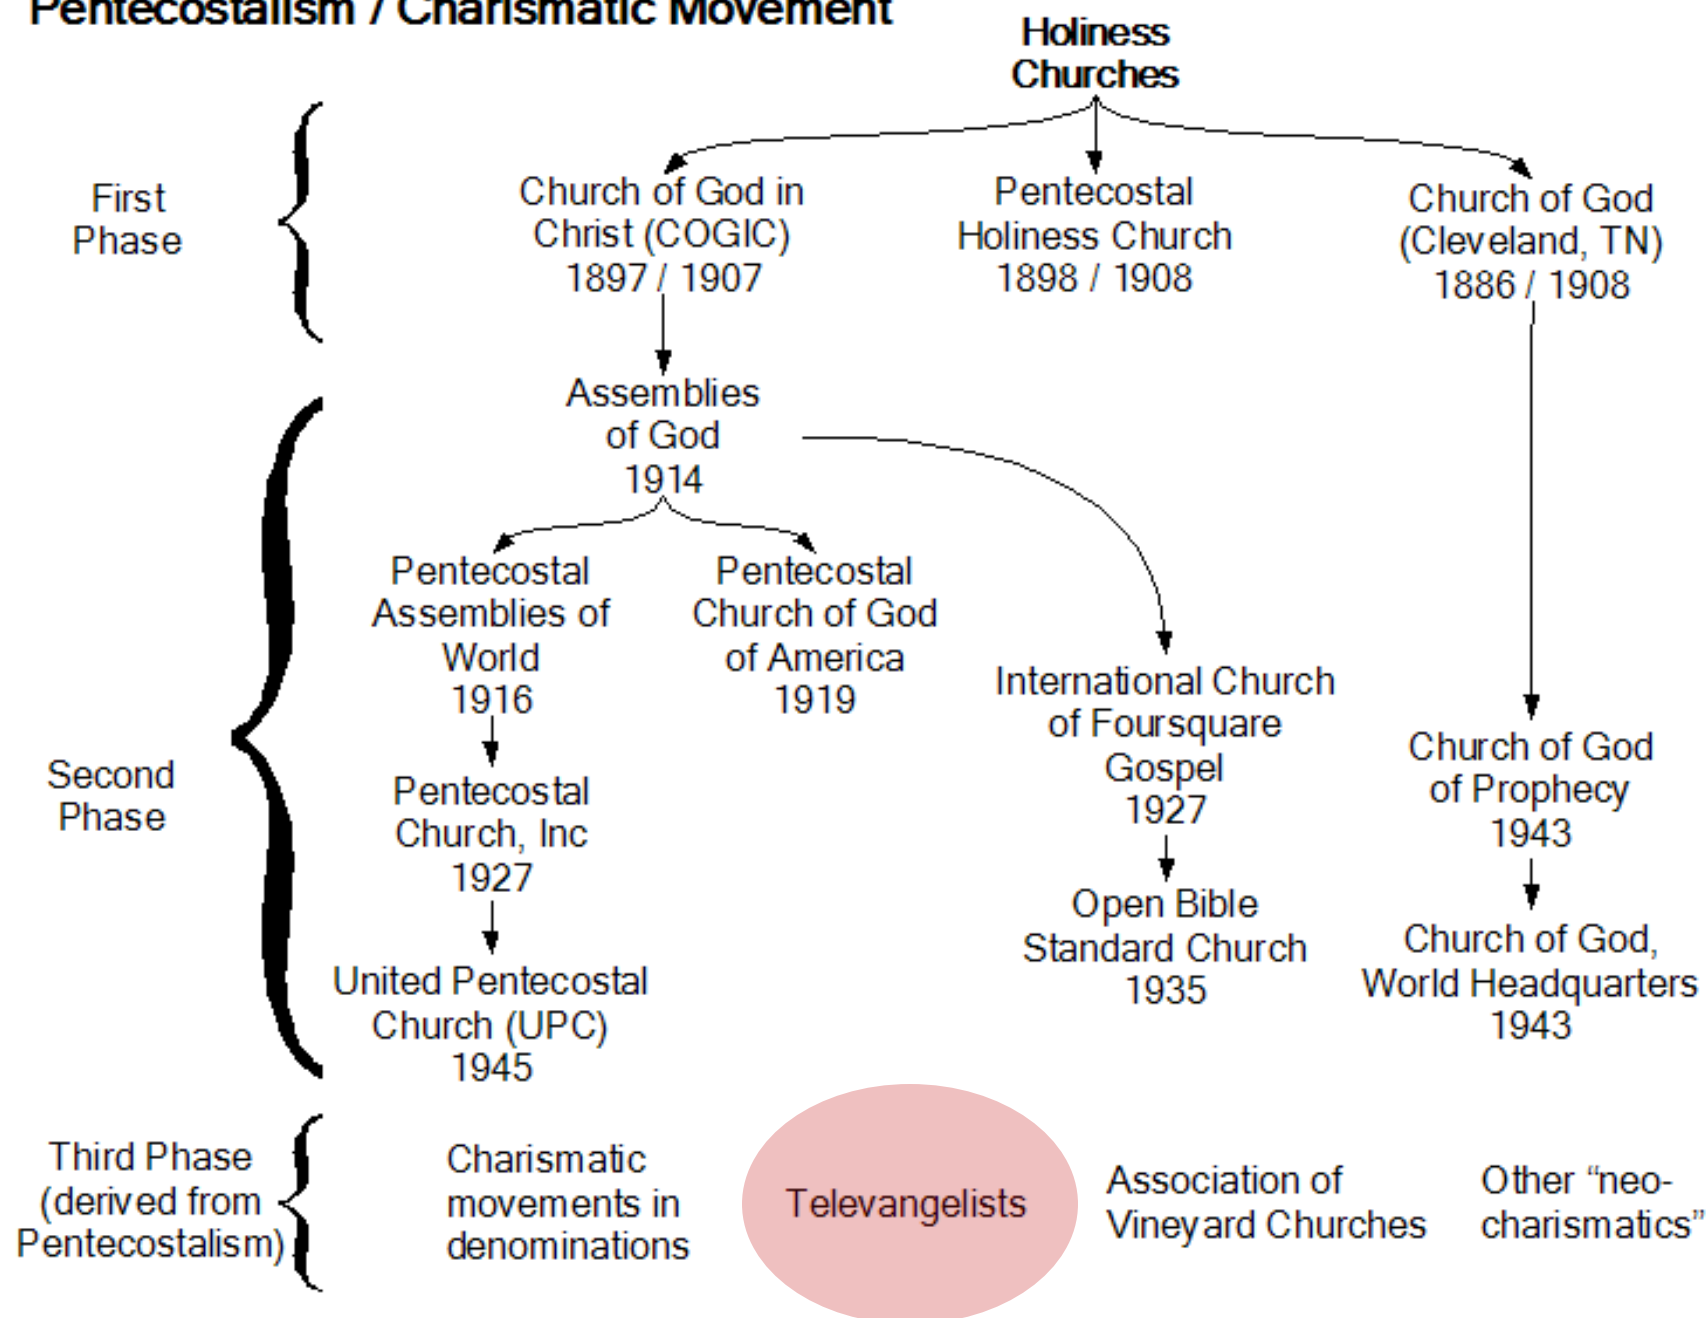 Pentecostalism / Charismatic Movement
Holiness
Churches
First
Phase
Church of God in
Christ (COGIC)
1897 / 1907
Pentecostal
Holiness Church
1898 / 1908
Church of God
(Cleveland, TN)
1886 / 1908
Second
Phase
Assemblies
of God
1914
Pentecostal
Assemblies of
World
1916
Pentecostal
Church of God
of America
1919
International Church
of Foursquare
Gospel
1927
Church of God
of Prophecy
1943
Pentecostal
Church, Inc
1927
Open Bible
Standard Church
1935
Church of God,
World Headquarters
1943
United Pentecostal
Church (UPC)
1945
Third Phase
(derived from
Pentecostalism)
Charismatic
movements in
denominations
Televangelists
Association of
Vineyard Churches
Other “neo-
charismatics”